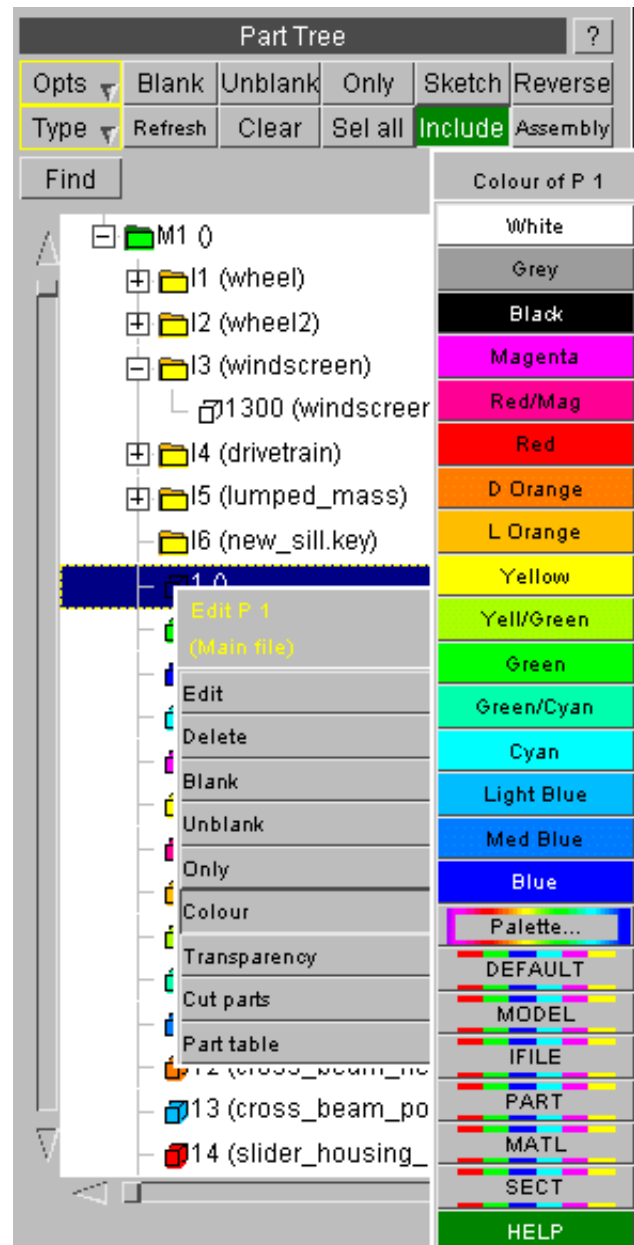 Part Tree ?
Opts Blank Unblank Only Sketch Reverse
Type Refresh Clear Sel all Include Assembly
Find
M1 ()
I1 (wheel)
I2 (wheel2)
I3 (windscreen)
1300 (windscreen
I4 (drivetrain)
I5 (lumped_mass)
I6 (new_sill.key)
1 ()
Edit P 1
(Main file)
Edit
Delete
Blank
Unblank
Only
Colour
Transparency
Cut parts
Part table
12 (cross_beam_
13 (cross_beam_po
14 (slider_housing_
Colour of P 1
White
Grey
Black
Magenta
Red/Mag
Red
D Orange
L Orange
Yellow
Yell/Green
Green
Green/Cyan
Cyan
Light Blue
Med Blue
Blue
Palette...
DEFAULT
MODEL
IFILE
PART
MATL
SECT
HELP